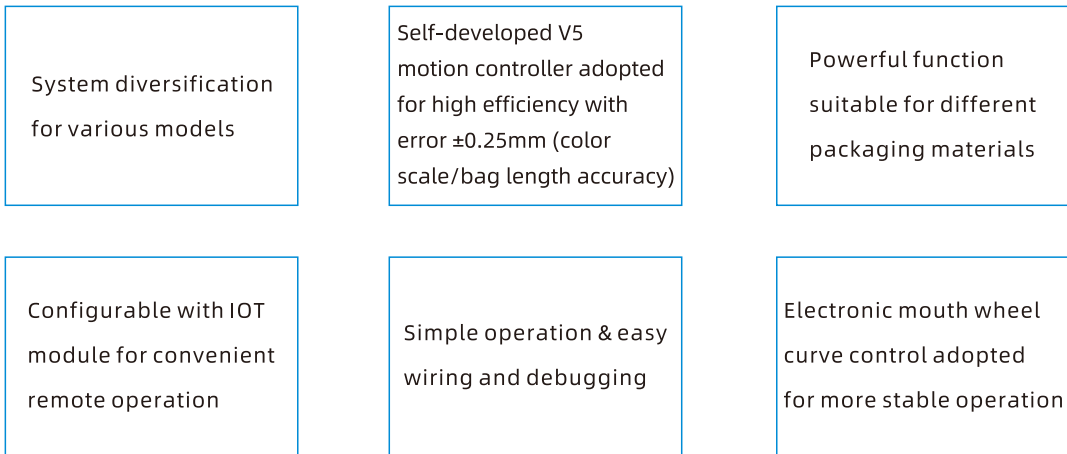 System diversification
for various models
Self-developed V5
motion controller adopted
for high efficiency with
error ±0.25mm (color
scale/bag length accuracy)
Powerful function
suitable for different
packaging materials
Configurable with IOT
module for convenient
remote operation
Simple operation & easy
wiring and debugging
Electronic mouth wheel
curve control adopted
for more stable operation